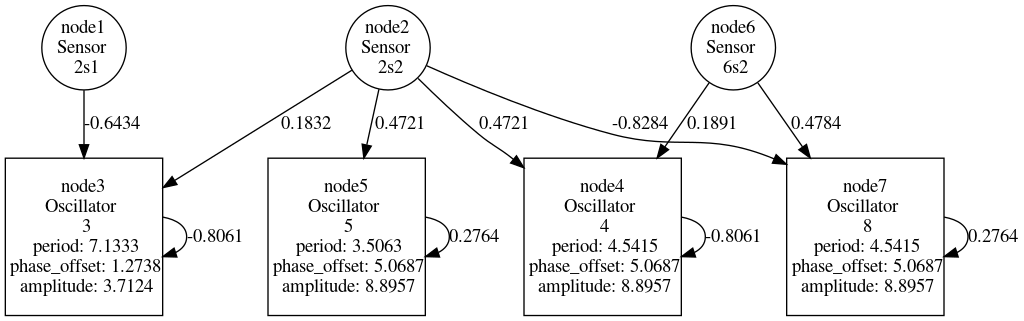 node1
Sensor
2s1
node2
Sensor
2s2
node6
Sensor
6s2
-0.6434
0.1832
0.4721
0.4721
-0.8284
0.1891
0.4784
node3
Oscillator
3
period: 7.1333
phase_offset: 1.2738
amplitude: 3.7124
-0.8061
node5
Oscillator
5
period: 3.5063
phase_offset: 5.0687
amplitude: 8.8957
0.2764
node4
Oscillator
4
period: 4.5415
phase_offset: 5.0687
amplitude: 8.8957
-0.8061
node7
Oscillator
8
period: 4.5415
phase_offset: 5.0687
amplitude: 8.8957
0.2764